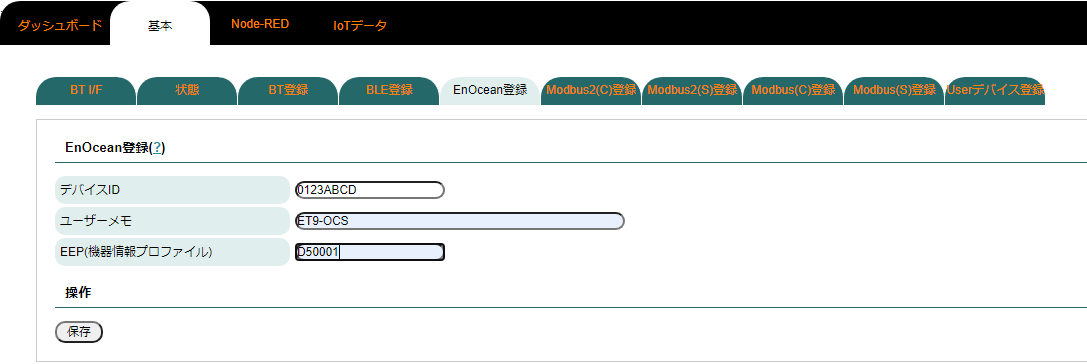 ダッシュボード 基本 Node-RED IoTデータ
BT I/F 状態 BT登録 BLE登録 EnOcean登録 Modbus2(C)登録 Modbus2(S)登録 Modbus(C)登録 Modbus(S)登録 Userデバイス登録
EnOcean登録(?)
デバイスID 0123ABCD
ユーザーメモ ET9-OCS
EEP(機器情報プロファイル) D50001
操作
保存